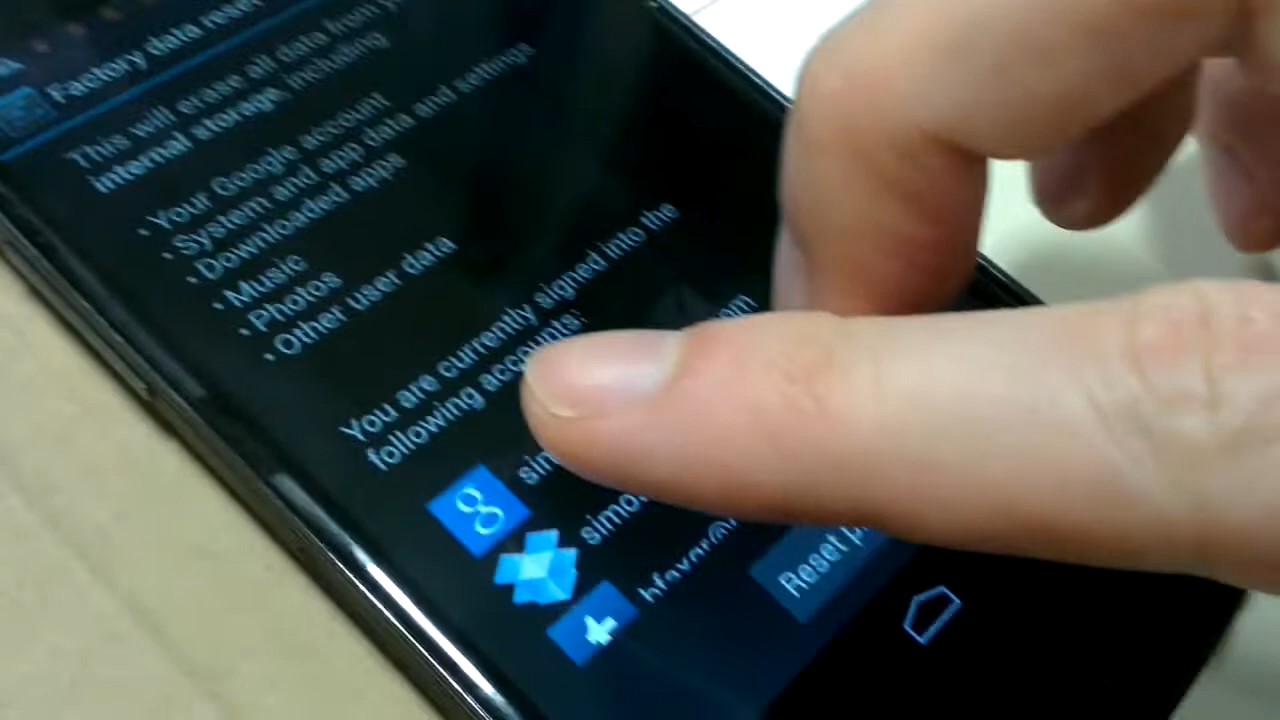 Factory data reset
This will erase all data from
internal storage, including
• Your Google account
• System and app data and settings
• Downloaded apps
• Music
• Photos
• Other user data
You are currently signed into the
following accounts:
Reset